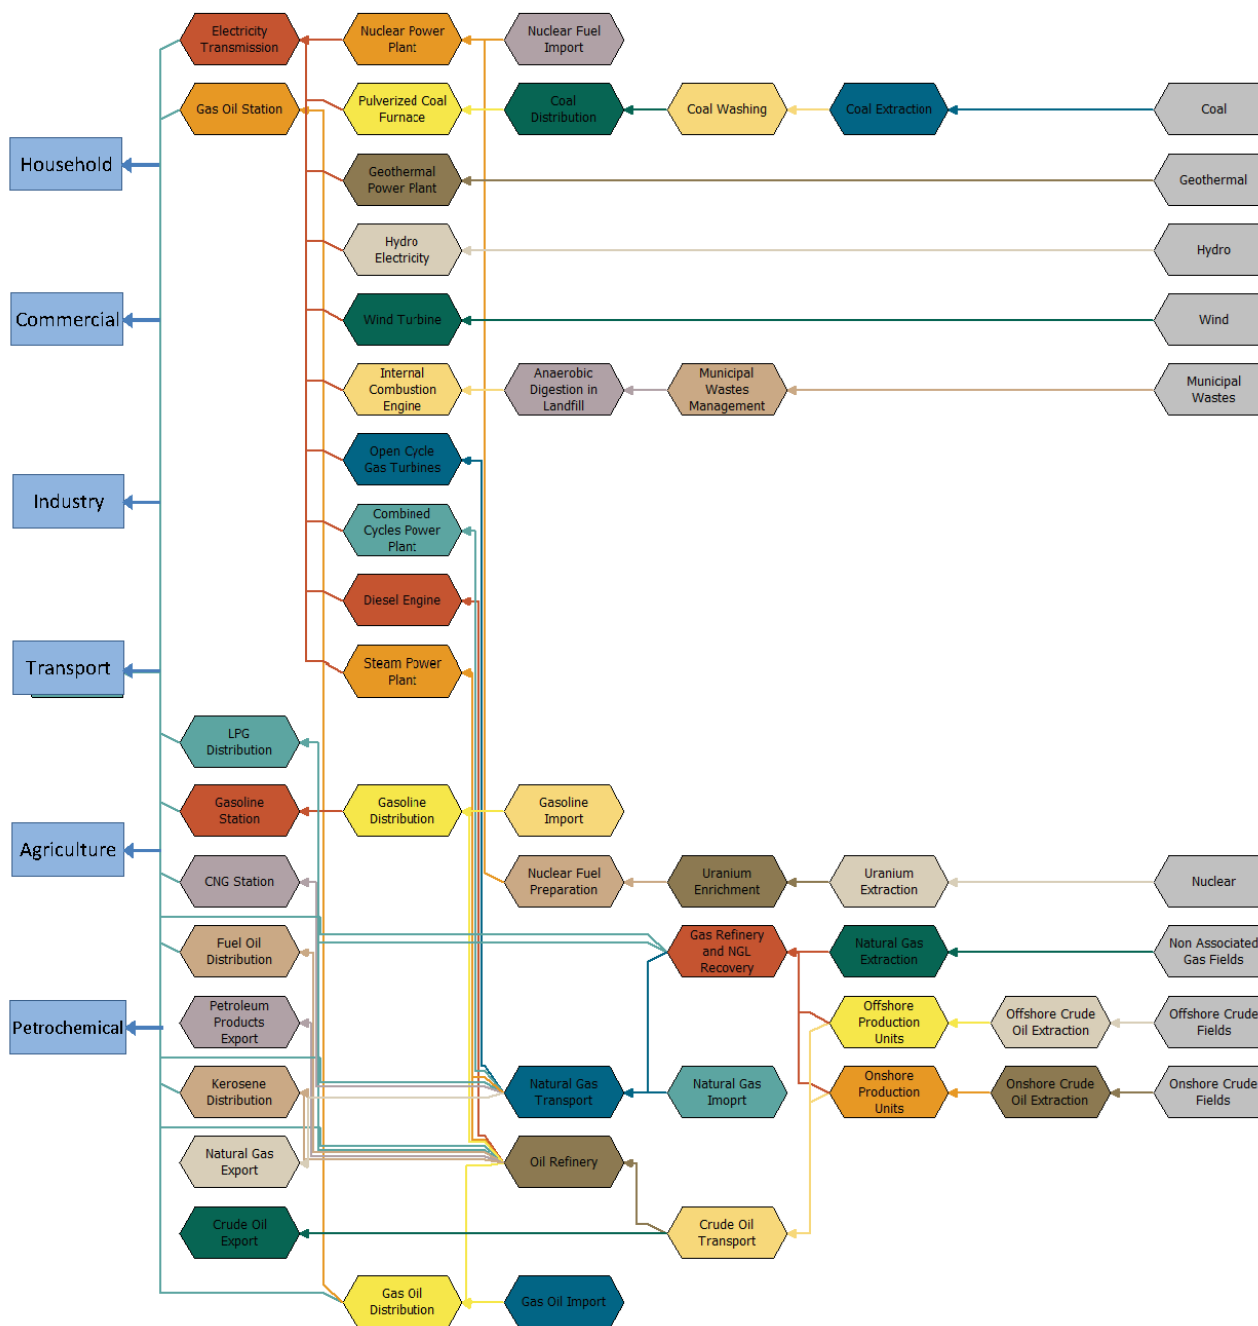 Electricity
Transmission
Nuclear Power
Plant
Nuclear Fuel
Import
Gas Oil Station
Pulverized Coal
Furnace
Coal
Distribution
Coal Washing
Coal Extraction
Coal
Household
Geothermal
Power Plant
Geothermal
Hydro
Electricity
Hydro
Commercial
Wind Turbine
Wind
Internal
Combustion
Engine
Anaerobic
Digestion in
Landfill
Municipal
Wastes
Management
Municipal
Wastes
Open Cycle
Gas Turbines
Industry
Combined
Cycles Power
Plant
Diesel Engine
Transport
Steam Power
Plant
LPG
Distribution
Gasoline
Station
Gasoline
Distribution
Gasoline
Import
Agriculture
CNG Station
Nuclear Fuel
Preparation
Uranium
Enrichment
Uranium
Extraction
Nuclear
Fuel Oil
Distribution
Gas Refinery
and NGL
Recovery
Natural Gas
Extraction
Non Associated
Gas Fields
Petrochemical
Petroleum
Products
Export
Offshore
Production
Units
Offshore Crude
Oil Extraction
Offshore Crude
Fields
Kerosene
Distribution
Natural Gas
Transport
Natural Gas
Imoprt
Onshore
Production
Units
Onshore Crude
Oil Extraction
Onshore Crude
Fields
Natural Gas
Export
Oil Refinery
Crude Oil
Export
Crude Oil
Transport
Gas Oil
Distribution
Gas Oil Import